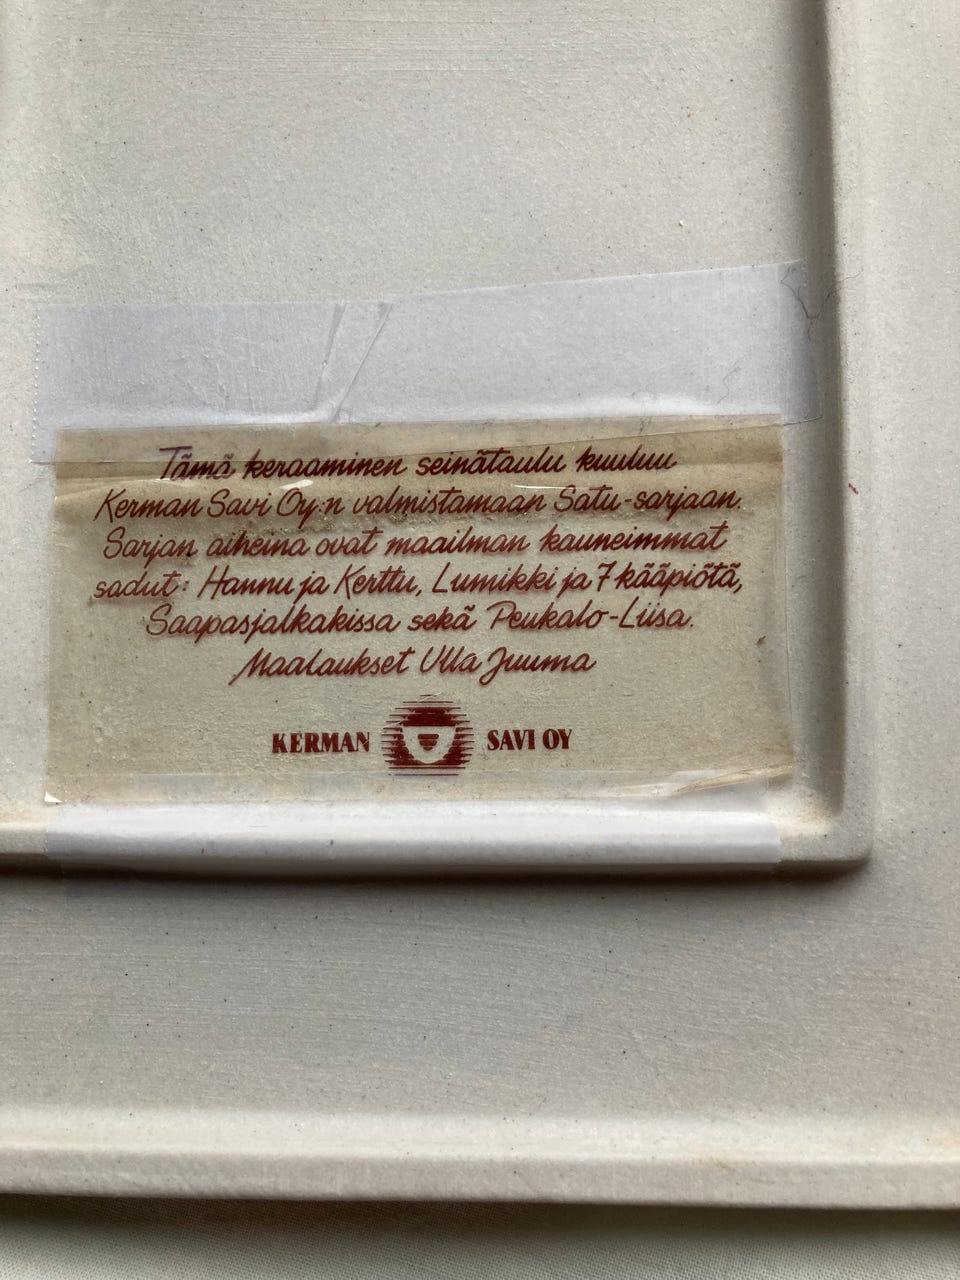 Tämä keraaminen seinätaulu kuuluu
Kerman Savi Oy:n valmistamaan Satu-sarjaan.
Sarjan aiheina ovat maailman kauneimmat
sadut: Hannu ja Kerttu, Lumikki ja 7 kääpiötä,
Saapasjalkakissa sekä Peukalo-Liisa.
Maalaukset Ulla Juuma
KERMAN SAVI OY